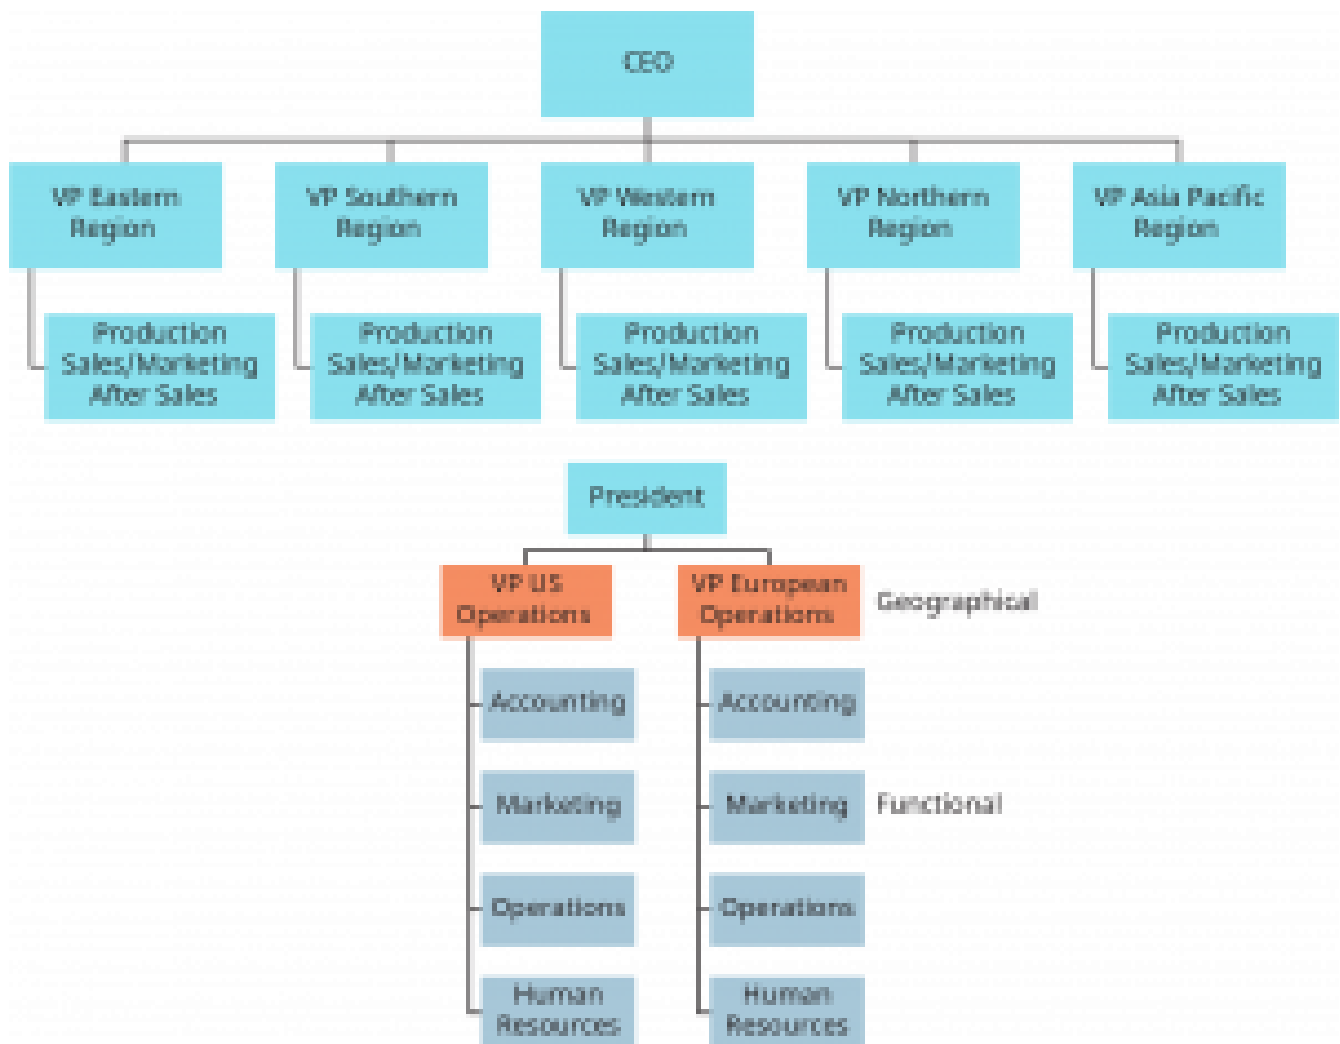 CEO
VP Eastern
Region
VP Southern
Region
VP Western
Region
VP Northern
Region
VP Asia Pacific
Region
Production
Sales/Marketing
After Sales
Production
Sales/Marketing
After Sales
Production
Sales/Marketing
After Sales
Production
Sales/Marketing
After Sales
Production
Sales/Marketing
After Sales
President
VP US
Operations
VP European
Operations
Geographical
Accounting
Accounting
Marketing
Marketing
Functional
Operations
Operations
Human
Resources
Human
Resources